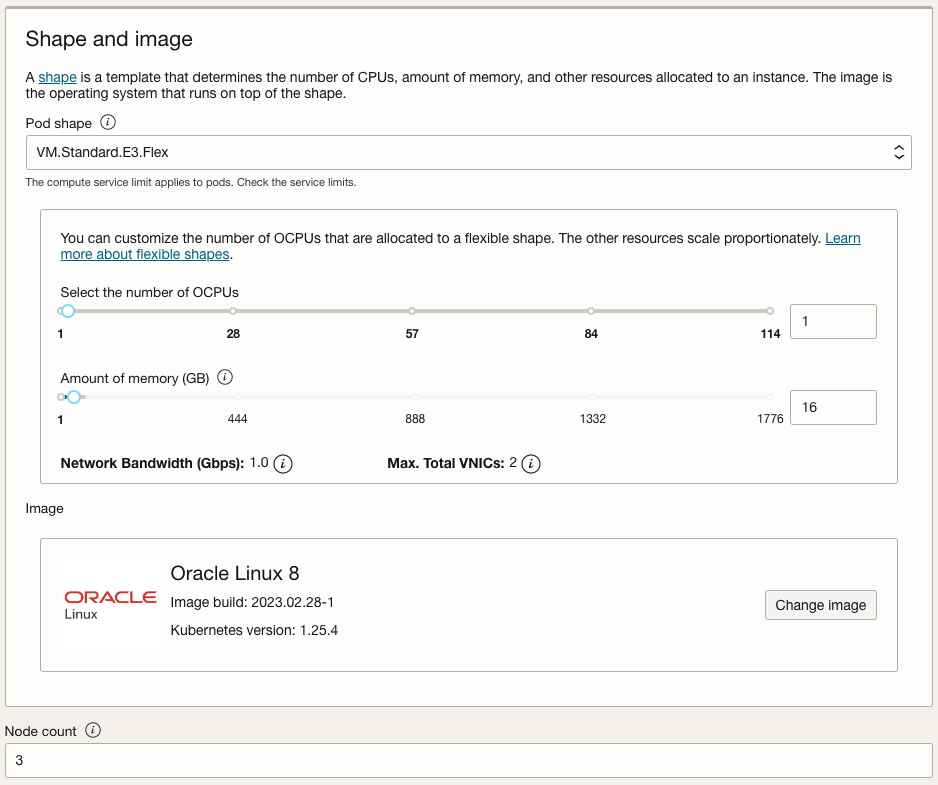 Shape and image
A shape is a template that determines the number of CPUs, amount of memory, and other resources allocated to an instance. The image is
the operating system that runs on top of the shape.
Pod shape
VM.Standard.E3.Flex
The compute service limit applies to pods. Check the service limits.
You can customize the number of OCPUs that are allocated to a flexible shape. The other resources scale proportionately. Learn
more about flexible shapes.
Select the number of OCPUs
1
1 28 57 84 114
Amount of memory (GB)
16
1 444 888 1332 1776
Network Bandwidth (Gbps): 1.0 Max. Total VNICs: 2
Image
ORACLE
Linux
Oracle Linux 8
Image build: 2023.02.28-1
Kubernetes version: 1.25.4
Change image
Node count
3